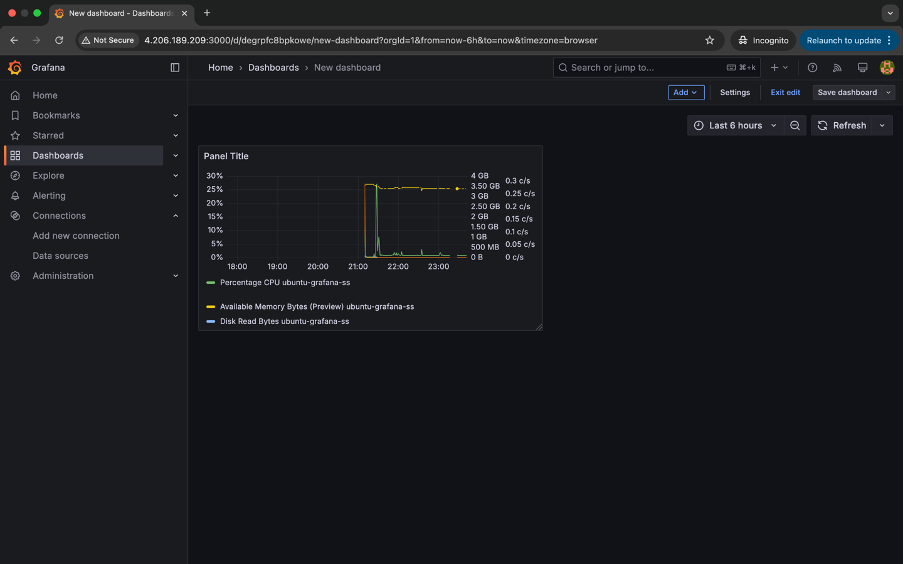 New dashboard – Dashboards
Not Secure
4.206.189.209:3000/d/degrpfc8bpkowe/new-dashboard?orgId=1&from=now-6h&to=now&timezone=browser
Incognito
Relaunch to update
Grafana
Home › Dashboards › New dashboard
Search or jump to...
⌘+k
Home
Bookmarks
Starred
Dashboards
Explore
Alerting
Connections
Add new connection
Data sources
Administration
Add
Settings
Exit edit
Save dashboard
Last 6 hours
Refresh
Panel Title
30%
25%
20%
15%
10%
5%
0%
4 GB
3.50 GB
3 GB
2.50 GB
2 GB
1.50 GB
1 GB
500 MB
0 B
0.3 c/s
0.25 c/s
0.2 c/s
0.15 c/s
0.1 c/s
0.05 c/s
0 c/s
18:00 19:00 20:00 21:00 22:00 23:00
Percentage CPU ubuntu-grafana-ss
Available Memory Bytes (Preview) ubuntu-grafana-ss
Disk Read Bytes ubuntu-grafana-ss